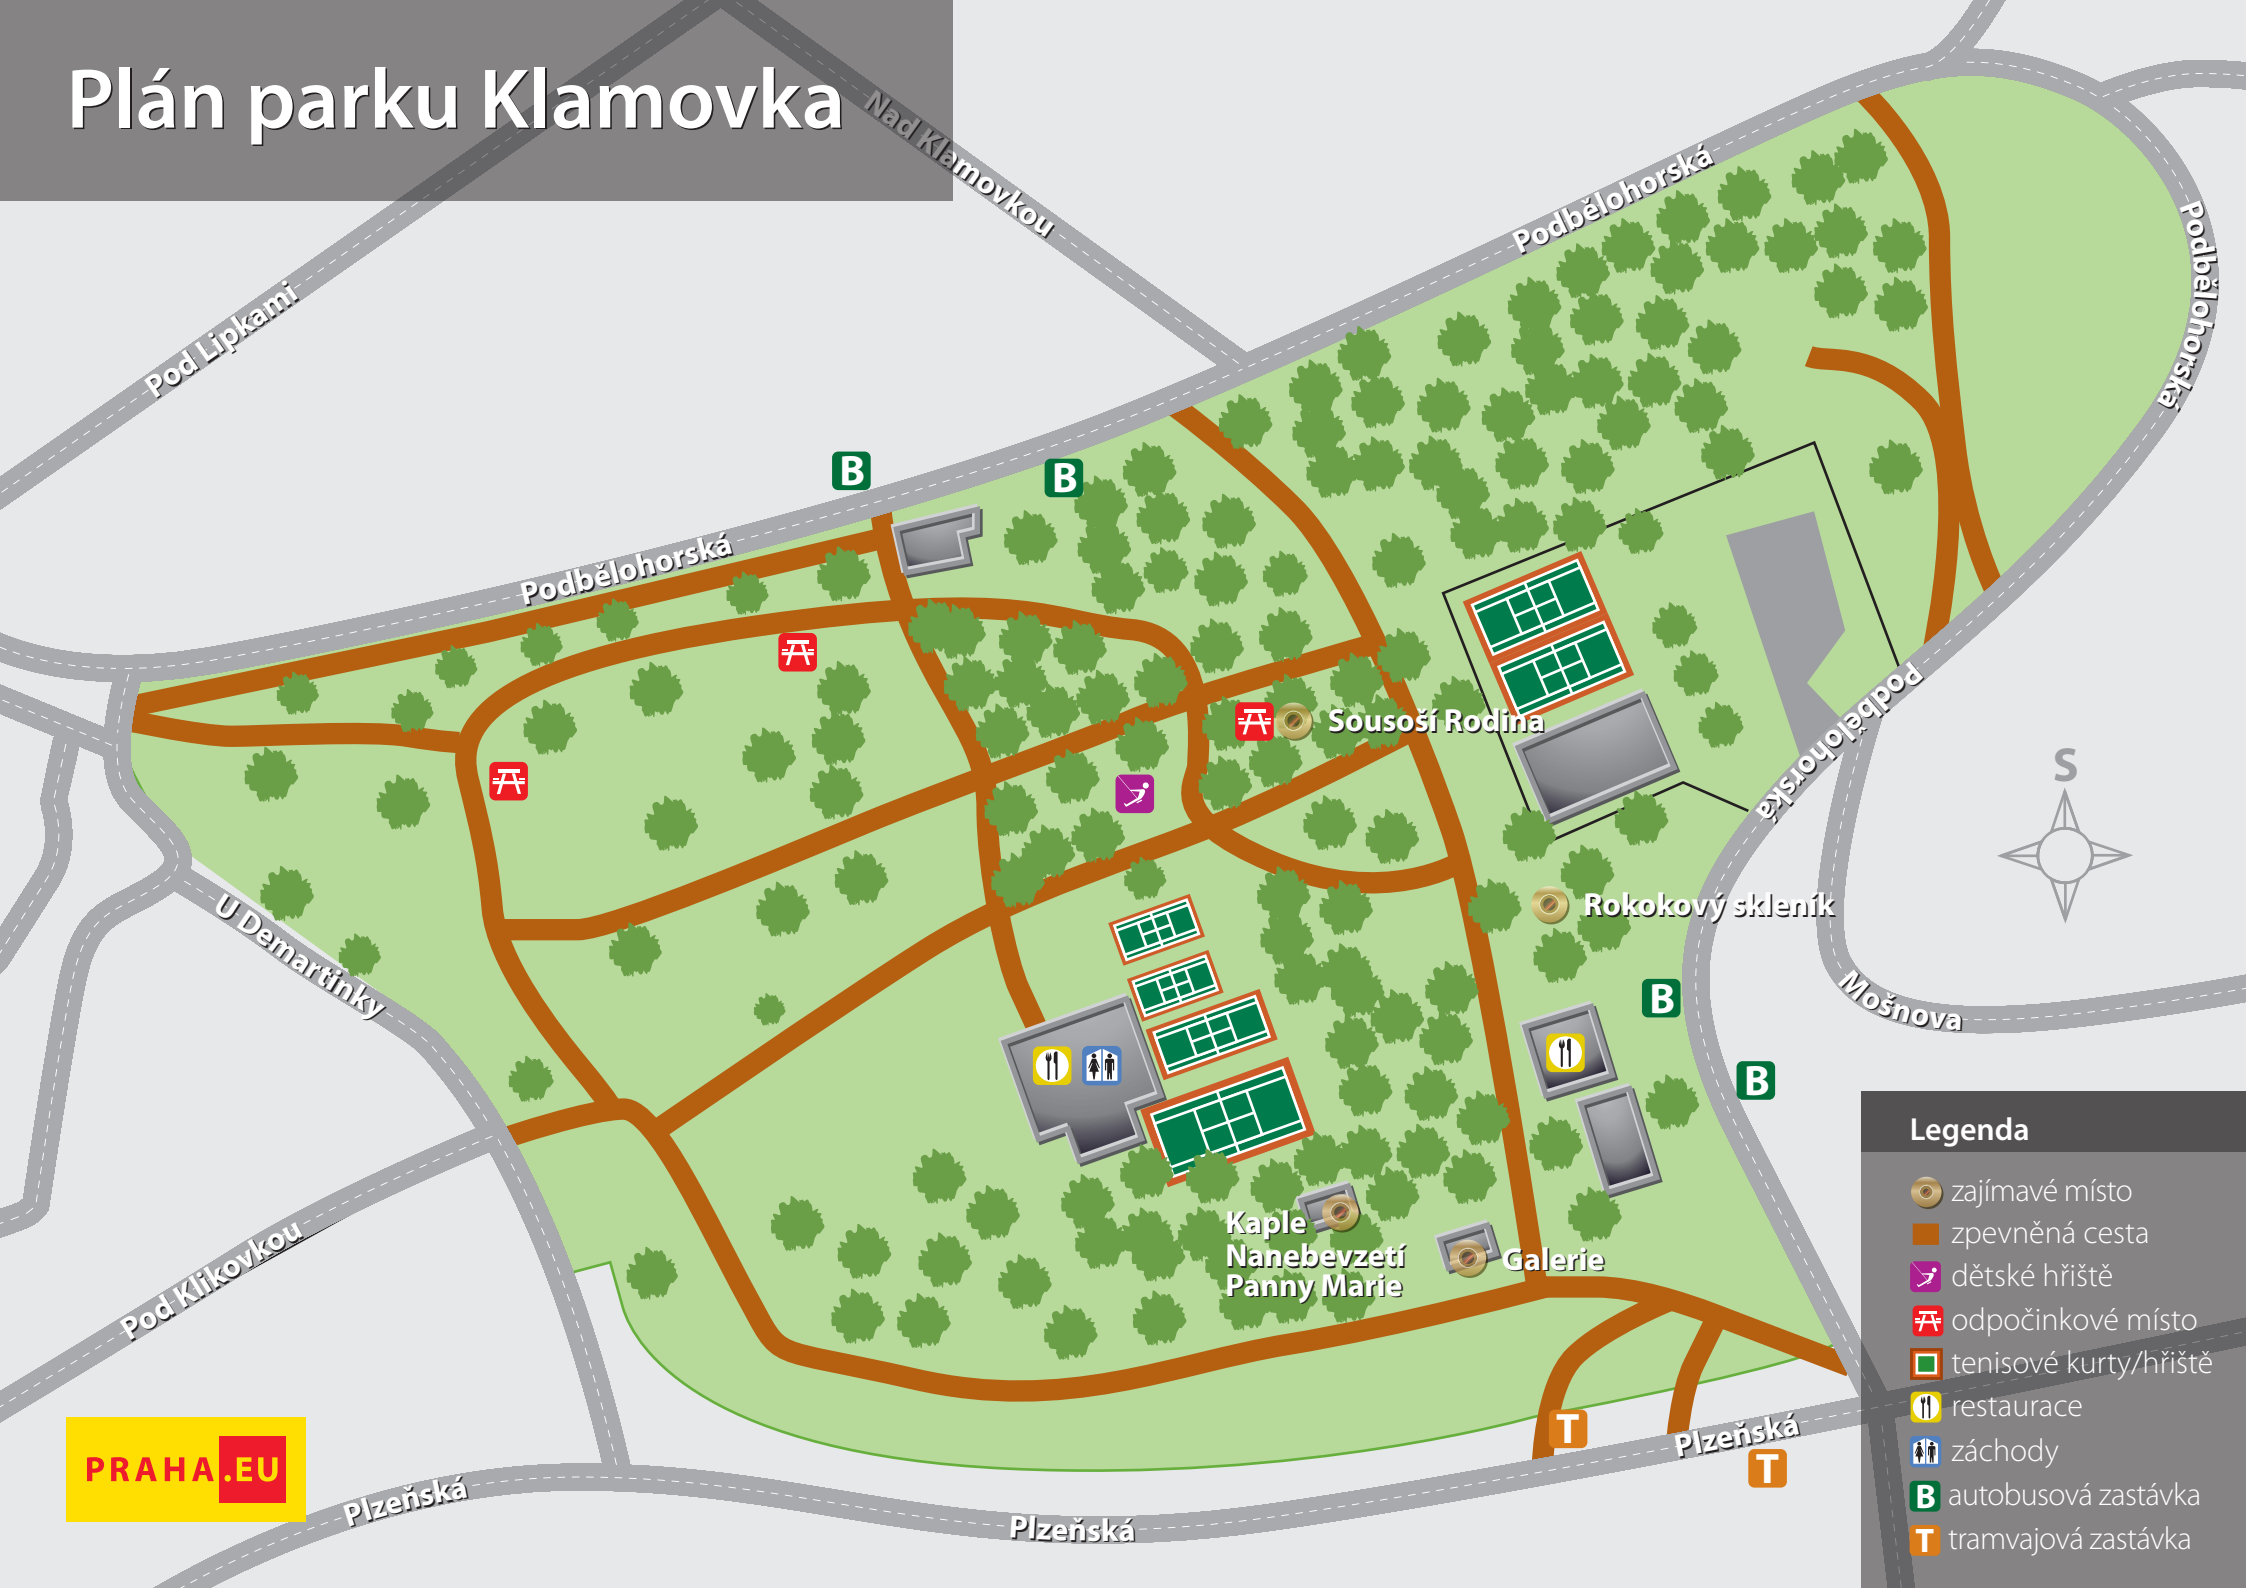 Plán parku Klamovka
Nad Klamovkou
Podbělohorská
Podbělohorská
Pod Lipkami
B
B
Podbělohorská
Podbělohorská
Sousoší Rodina
S
Rokokový skleník
U Demartinky
B
Mošnova
B
Kaple
Nanebevzetí
Panny Marie
Galerie
Pod Klikovkou
T
Plzeňská
T
Plzeňská
Plzeňská
PRAHA.EU
Legenda
zajímavé místo
zpevněná cesta
dětské hřiště
odpočinkové místo
tenisové kurty/hřiště
restaurace
záchody
B autobusová zastávka
T tramvajová zastávka